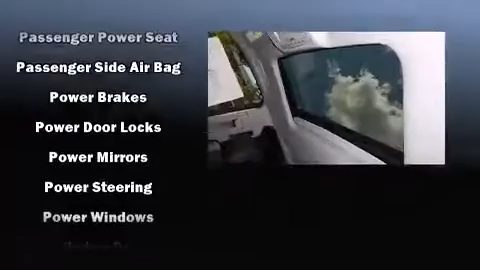 Passenger Power Seat
Passenger Side Air Bag
Power Brakes
Power Door Locks
Power Mirrors
Power Steering
Power Windows